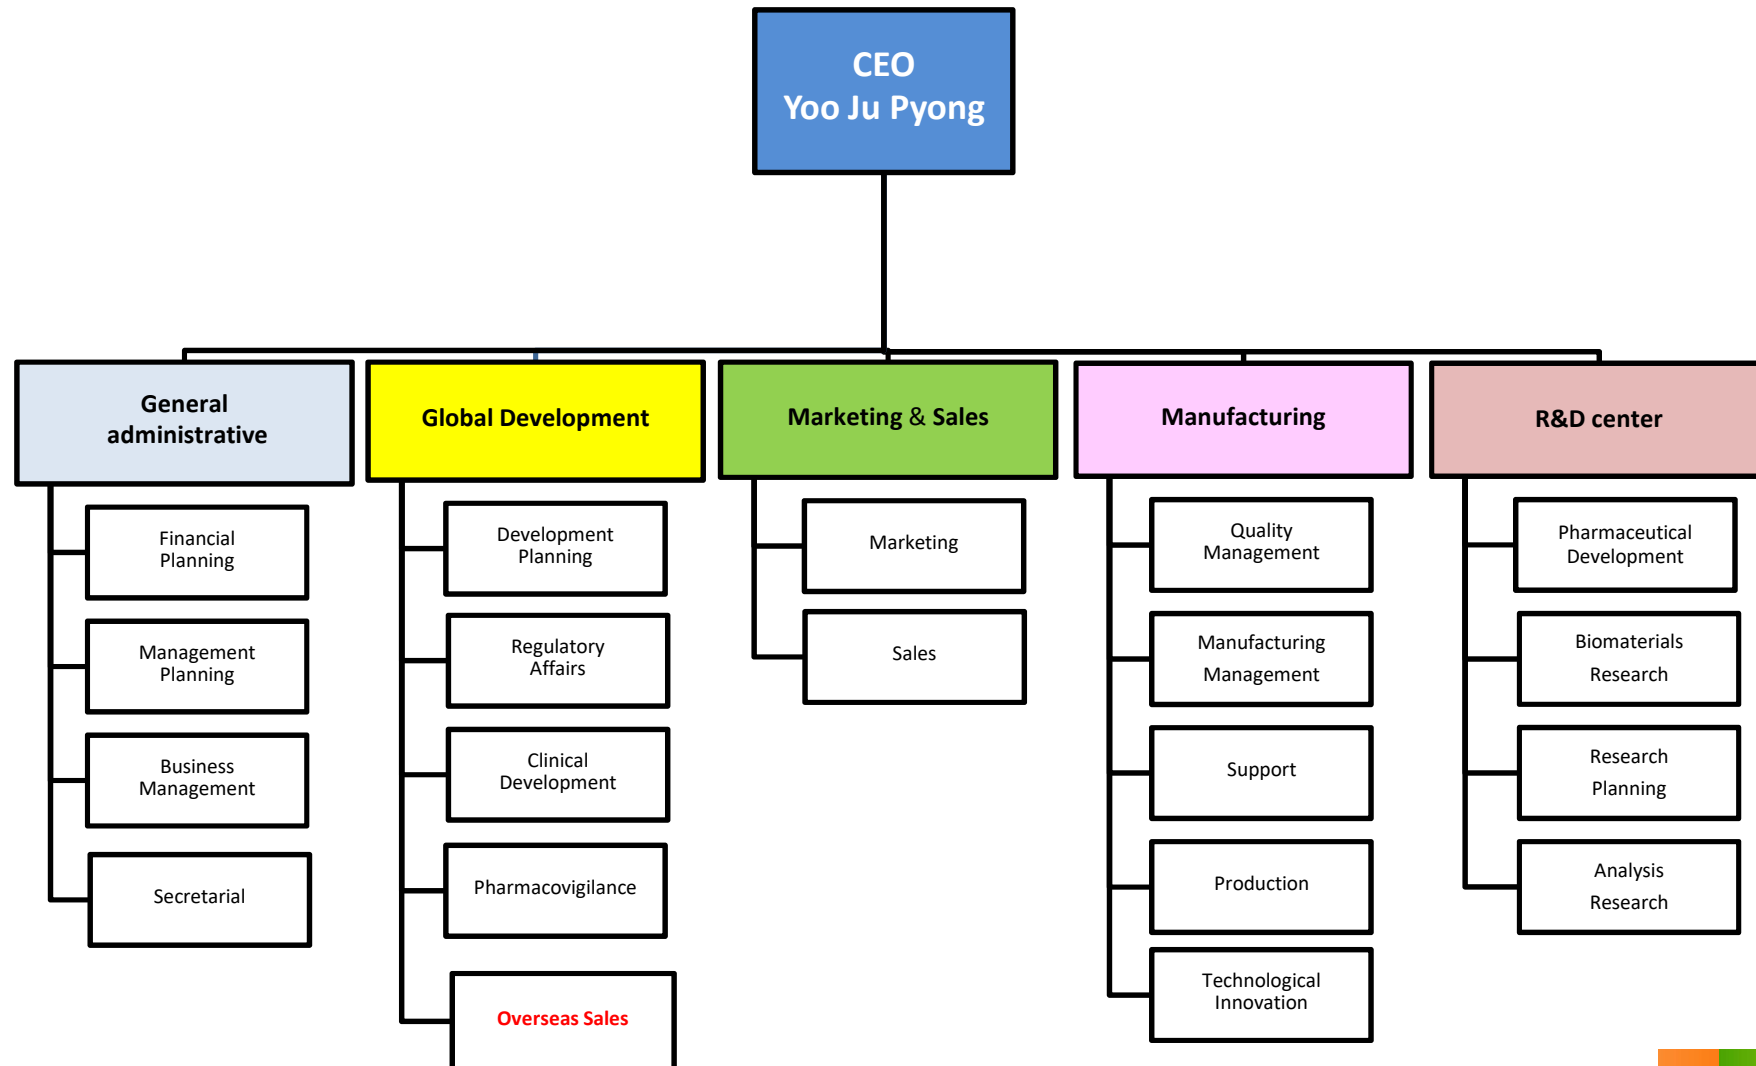 CEO
Yoo Ju Pyong
General
administrative
Global Development
Marketing & Sales
Manufacturing
R&D center
Financial
Planning
Management
Planning
Business
Management
Secretarial
Development
Planning
Regulatory
Affairs
Clinical
Development
Pharmacovigilance
Overseas Sales
Marketing
Sales
Quality
Management
Manufacturing
Management
Support
Production
Technological
Innovation
Pharmaceutical
Development
Biomaterials
Research
Research
Planning
Analysis
Research